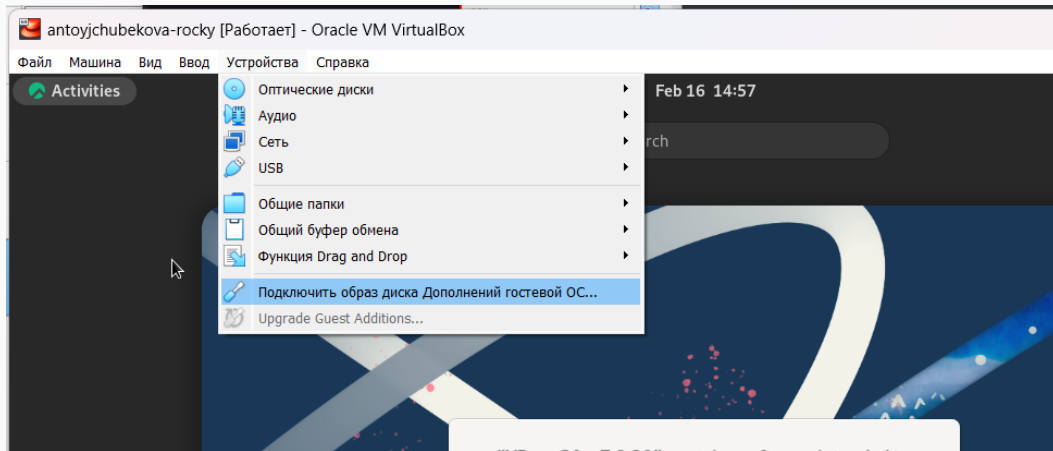 antoyjchubekova-rocky [Работает] - Oracle VM VirtualBox
Файл Машина Вид Ввод Устройства Справка
Activities
Feb 16 14:57
Оптические диски
Аудио
Сеть
rch
USB
Общие папки
Общий буфер обмена
Функция Drag and Drop
Подключить образ диска Дополнений гостевой ОС...
Upgrade Guest Additions...